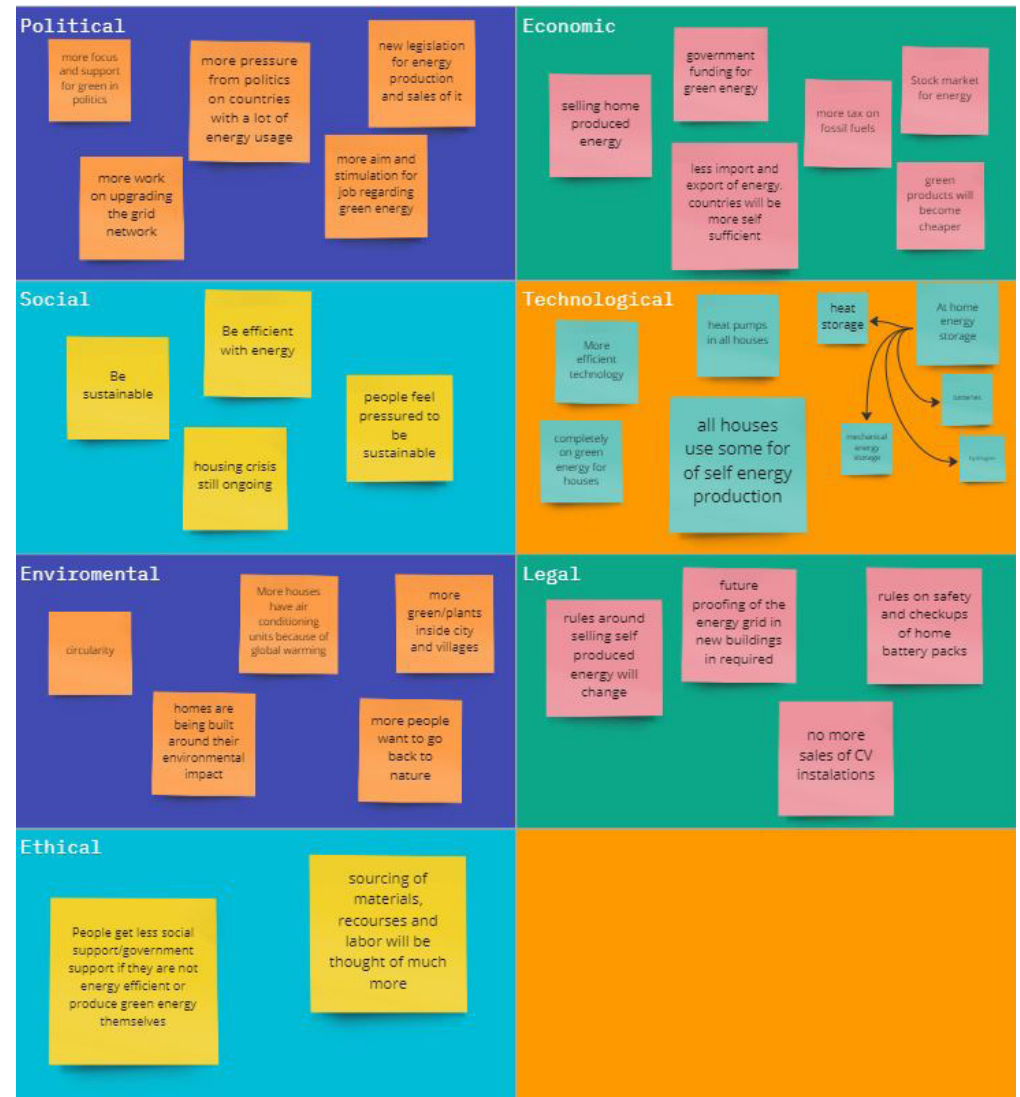 Political
more focus
and support
for green in
politics
more pressure
from politics
on countries
with a lot of
energy usage
new legislation
for energy
production
and sales of it
more work
on upgrading
the grid
network
more aim and
stimulation for
job regarding
green energy
Economic
selling home
produced
energy
government
funding for
green energy
more tax on
fossil fuels
Stock market
for energy
less import and
export of energy.
countries will be
more self
sufficient
green
products will
become
cheaper
Social
Be
sustainable
Be efficient
with energy
people feel
pressured to
be
sustainable
housing crisis
still ongoing
Technological
More
efficient
technology
heat pumps
in all houses
heat
storage
At home
energy
storage
batteries
mechanical
energy
storage
hydrogen
completely
on green
energy for
houses
all houses
use some for
of self energy
production
Enviromental
circularity
More houses
have air
conditioning
units because of
global warming
more
green/plants
inside city
and villages
homes are
being built
around their
environmental
impact
more people
want to go
back to
nature
Legal
rules around
selling self
produced
energy will
change
future
proofing of the
energy grid in
new buildings
in required
rules on safety
and checkups
of home
battery packs
no more
sales of CV
instalations
Ethical
People get less social
support/government
support if they are not
energy efficient or
produce green energy
themselves
sourcing of
materials,
recourses and
labor will be
thought of much
more